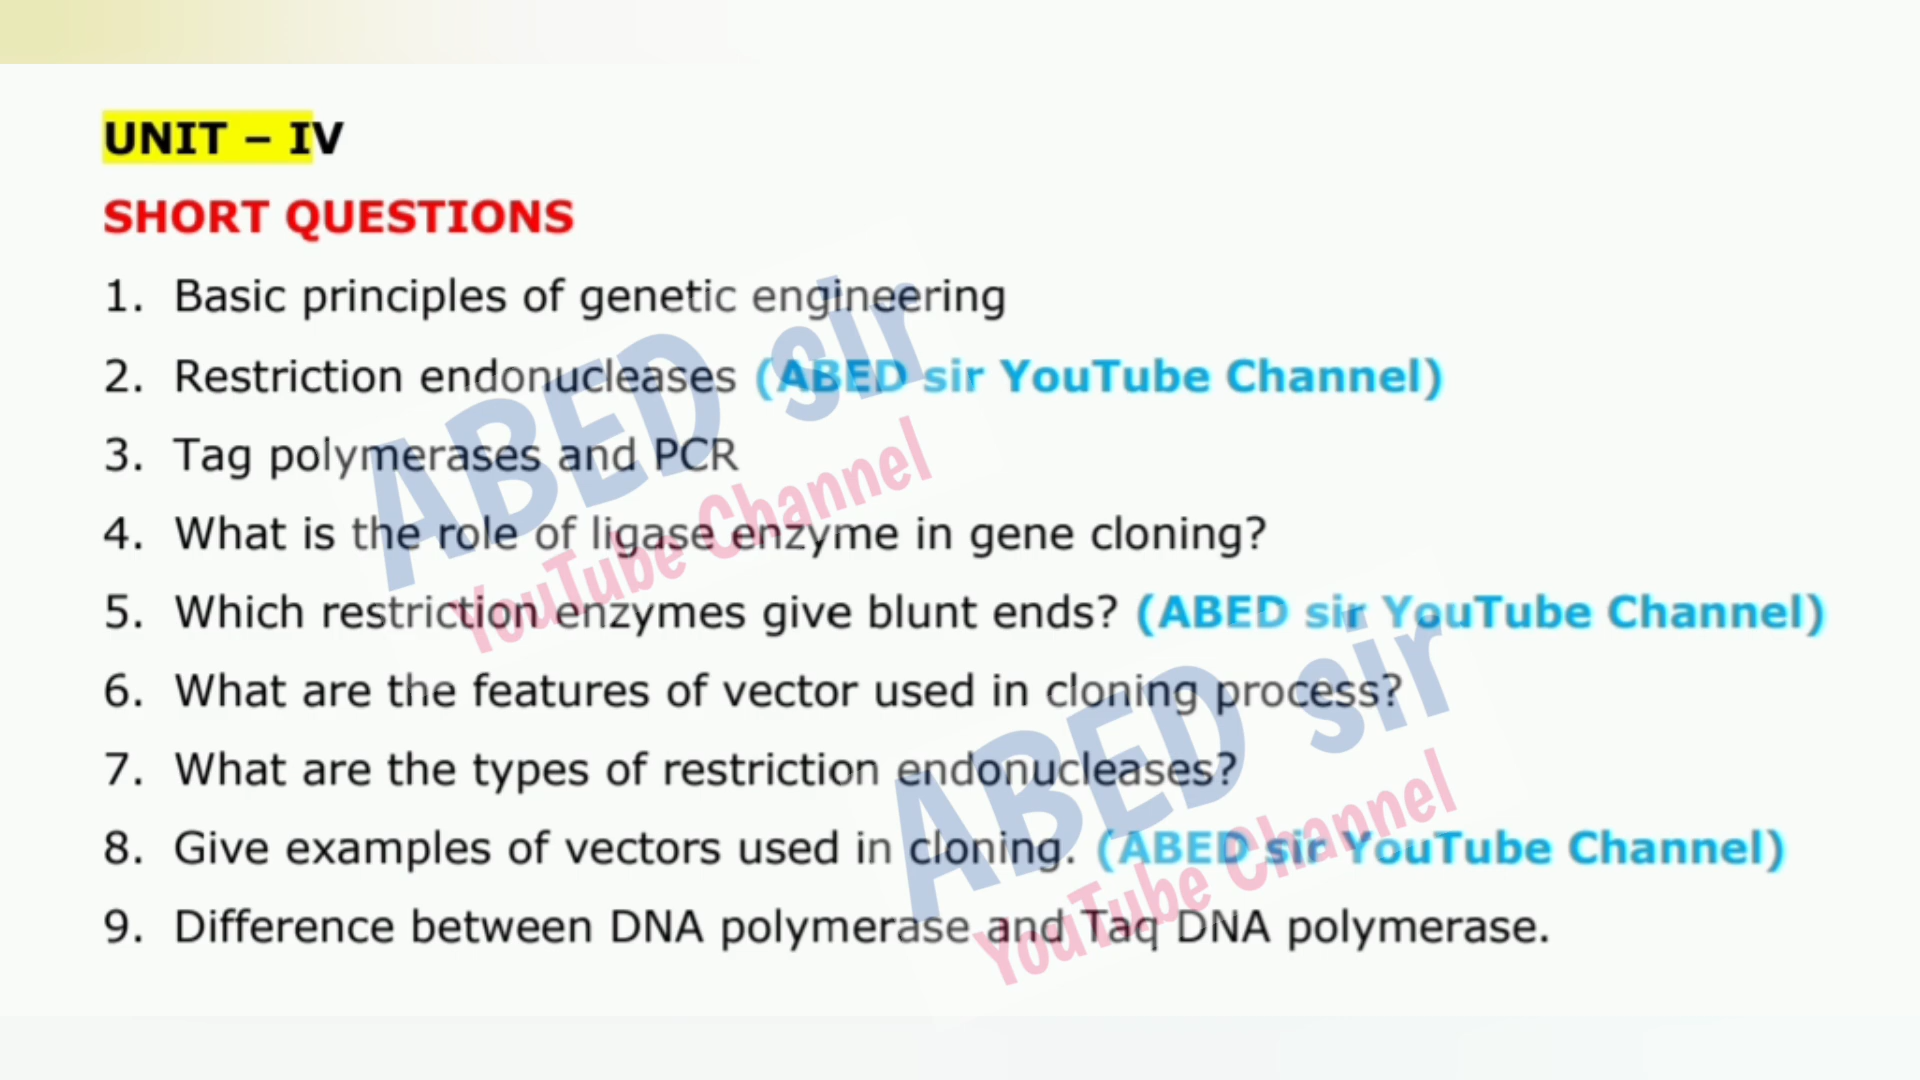 UNIT – IV
SHORT QUESTIONS
1. Basic principles of genetic engineering
2. Restriction endonucleases (ABED sir YouTube Channel)
3. Tag polymerases and PCR
4. What is the role of ligase enzyme in gene cloning?
5. Which restriction enzymes give blunt ends? (ABED sir YouTube Channel)
6. What are the features of vector used in cloning process?
7. What are the types of restriction endonucleases?
8. Give examples of vectors used in cloning. (ABED sir YouTube Channel)
9. Difference between DNA polymerase and Taq DNA polymerase.
ABED sir
YouTube Channel
ABED sir
YouTube Channel